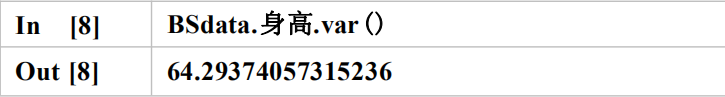 In [8] BSdata.身高.var()
Out [8] 64.29374057315236